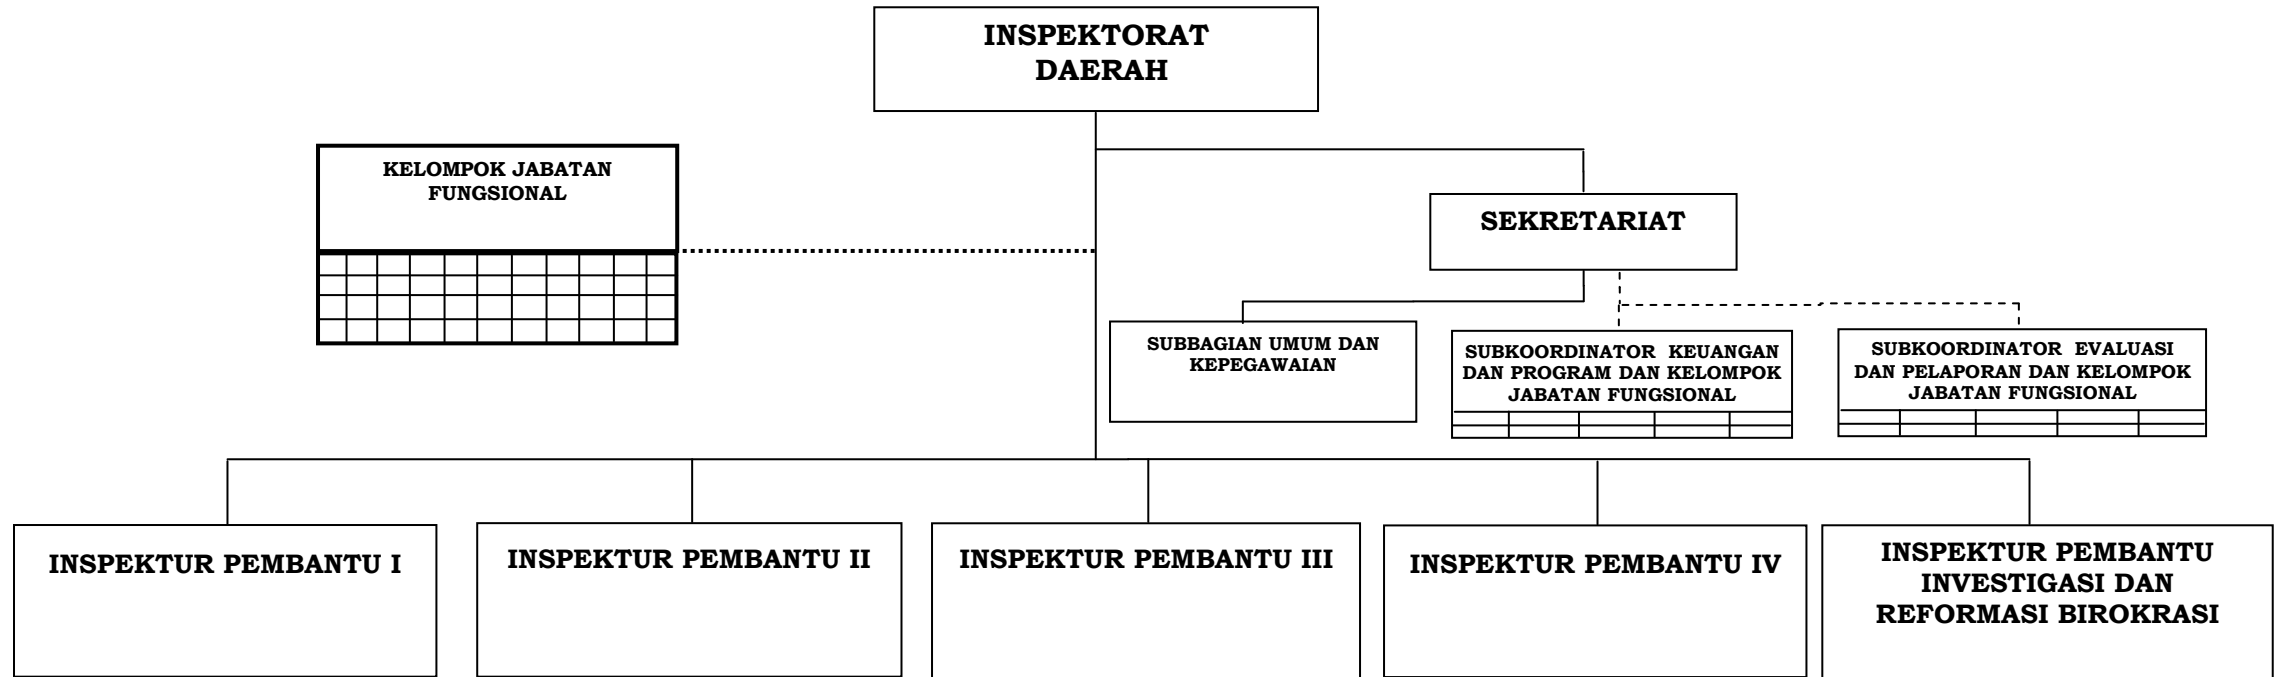 INSPEKTORAT
DAERAH
KELOMPOK JABATAN
FUNGSIONAL
SEKRETARIAT
SUBBAGIAN UMUM DAN
KEPEGAWAIAN
SUBKOORDINATOR KEUANGAN
DAN PROGRAM DAN KELOMPOK
JABATAN FUNGSIONAL
SUBKOORDINATOR EVALUASI
DAN PELAPORAN DAN KELOMPOK
JABATAN FUNGSIONAL
INSPEKTUR PEMBANTU I
INSPEKTUR PEMBANTU II
INSPEKTUR PEMBANTU III
INSPEKTUR PEMBANTU IV
INSPEKTUR PEMBANTU
INVESTIGASI DAN
REFORMASI BIROKRASI